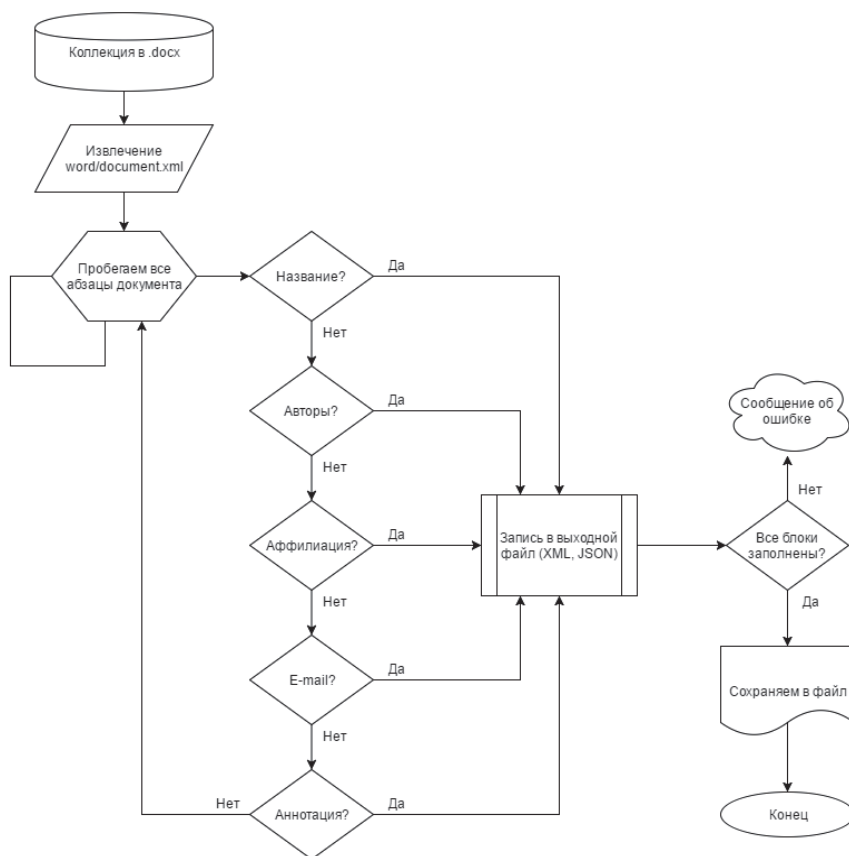 Коллекция в .docx
Извлечение
word/document.xml
Пробегаем все
абзацы документа
Название?
Да
Нет
Авторы?
Да
Нет
Аффилиация?
Да
Нет
E-mail?
Да
Нет
Аннотация?
Нет
Да
Запись в выходной
файл (XML, JSON)
Сообщение об
ошибке
Нет
Все блоки
заполнены?
Да
Сохраняем в файл
Конец